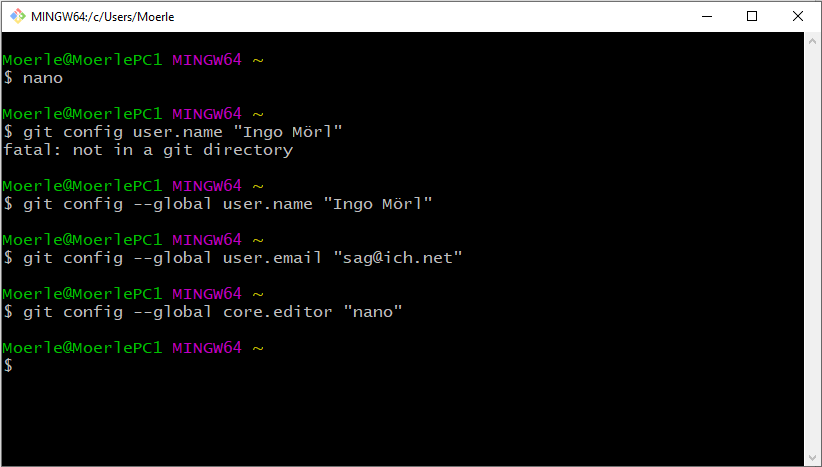 MINGW64:/c/Users/Moerle
Moerle@MoerlePC1 MINGW64 ~
$ nano
Moerle@MoerlePC1 MINGW64 ~
$ git config user.name "Ingo Mörl"
fatal: not in a git directory
Moerle@MoerlePC1 MINGW64 ~
$ git config --global user.name "Ingo Mörl"
Moerle@MoerlePC1 MINGW64 ~
$ git config --global user.email "sag@ich.net"
Moerle@MoerlePC1 MINGW64 ~
$ git config --global core.editor "nano"
Moerle@MoerlePC1 MINGW64 ~
$